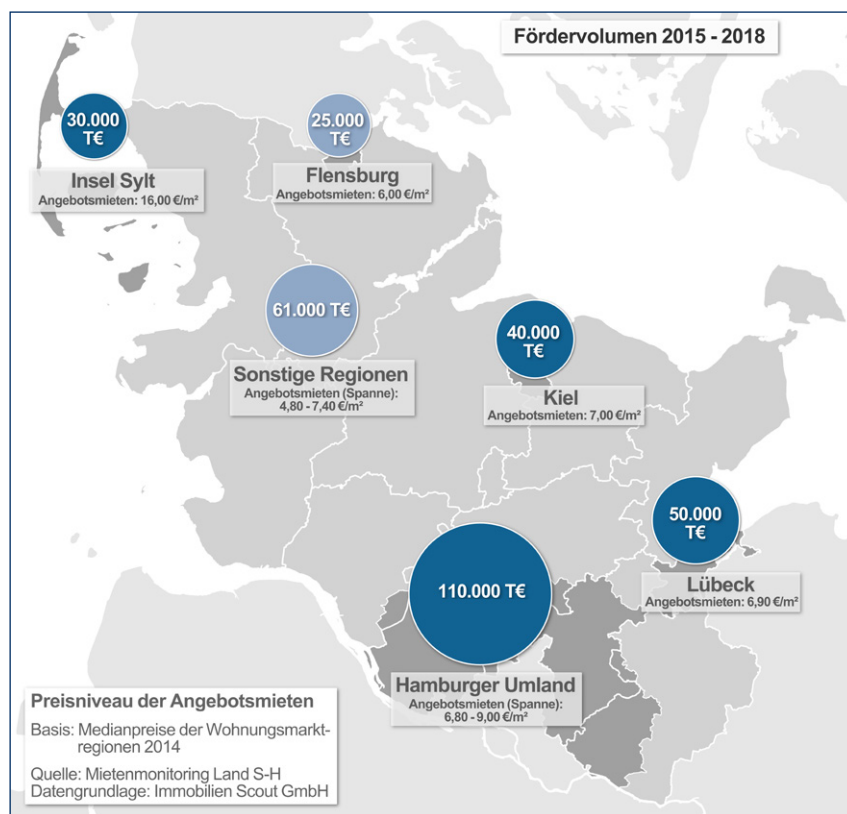 Fördervolumen 2015 - 2018
30.000
T€
Insel Sylt
Angebotsmieten: 16,00 €/m²
25.000
T€
Flensburg
Angebotsmieten: 6,00 €/m²
61.000 T€
Sonstige Regionen
Angebotsmieten (Spanne):
4,80 - 7,40 €/m²
40.000
T€
Kiel
Angebotsmieten: 7,00 €/m²
50.000
T€
Lübeck
Angebotsmieten: 6,90 €/m²
110.000 T€
Hamburger Umland
Angebotsmieten (Spanne):
6,80 - 9,00 €/m²
Preisniveau der Angebotsmieten
Basis: Medianpreise der Wohnungsmarkt-
regionen 2014
Quelle: Mietenmonitoring Land S-H
Datengrundlage: Immobilien Scout GmbH